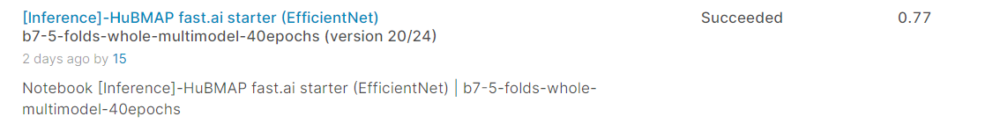 [Inference]-HuBMAP fast.ai starter (EfficientNet) Succeeded 0.77
b7-5-folds-whole-multimodel-40epochs (version 20/24)
2 days ago by 15
Notebook [Inference]-HuBMAP fast.ai starter (EfficientNet) | b7-5-folds-whole-
multimodel-40epochs